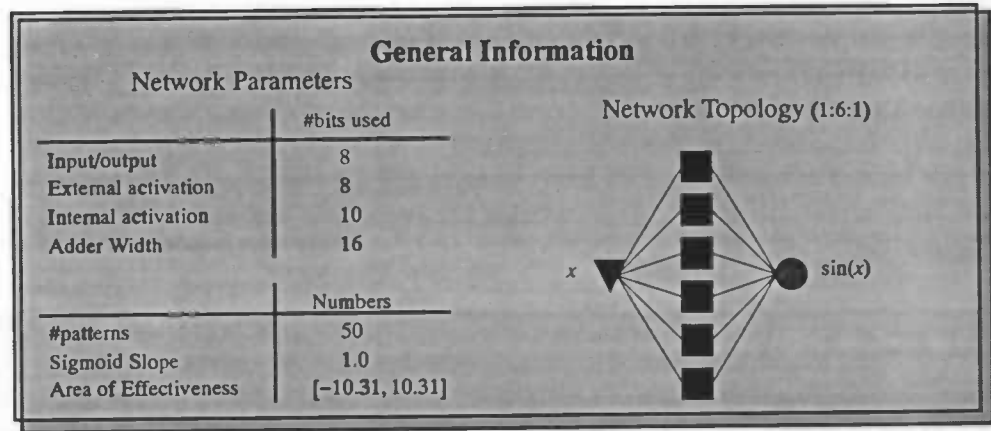 General Information
Network Parameters
#bits used
Input/output 8
External activation 8
Internal activation 10
Adder Width 16
Numbers
#patterns 50
Sigmoid Slope 1.0
Area of Effectiveness [−10.31, 10.31]
Network Topology (1:6:1)
x sin(x)